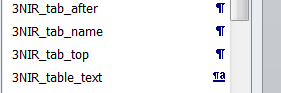 3NIR_tab_after ¶
3NIR_tab_name ¶
3NIR_tab_top ¶
3NIR_table_text ¶a